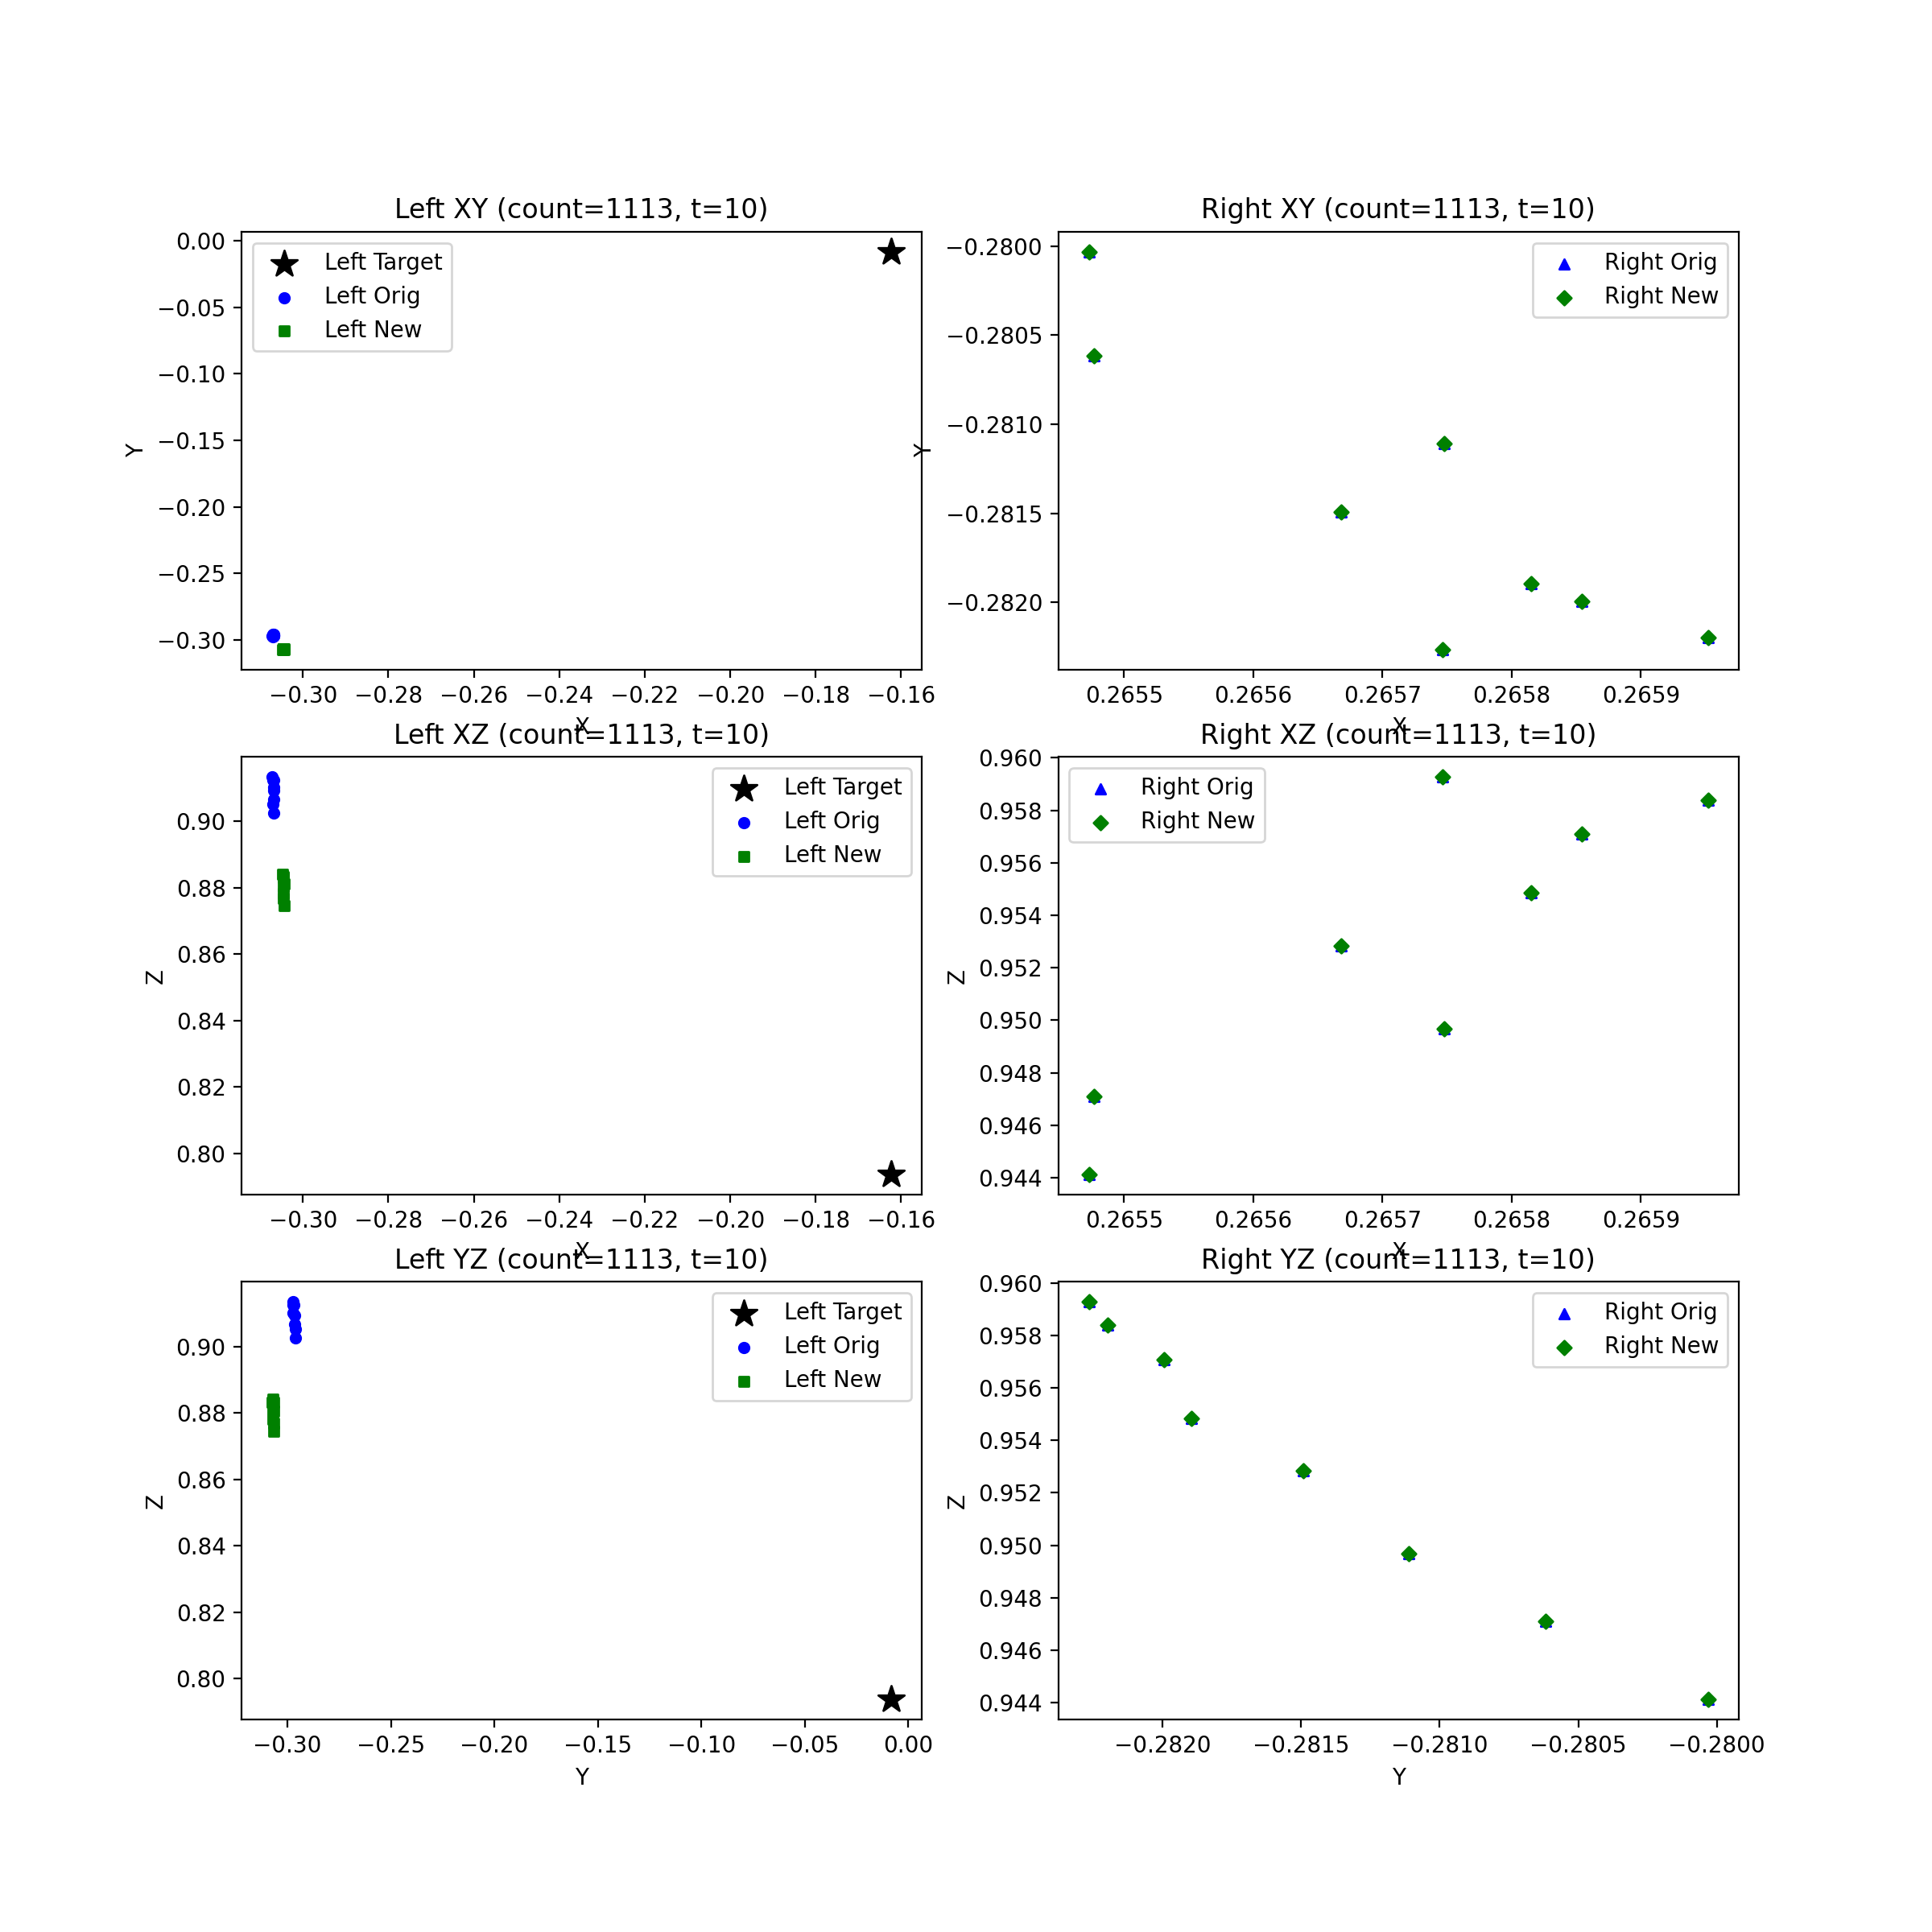 Left XY (count=1113, t=10)
Y
0.00
−0.05
−0.10
−0.15
−0.20
−0.25
−0.30
Left Target
Left Orig
Left New
−0.30 −0.28 −0.26 −0.24 −0.22 −0.20 −0.18 −0.16
X
Right XY (count=1113, t=10)
Y
−0.2800
−0.2805
−0.2810
−0.2815
−0.2820
Right Orig
Right New
0.2655 0.2656 0.2657 0.2658 0.2659
X
Left XZ (count=1113, t=10)
Z
0.90
0.88
0.86
0.84
0.82
0.80
Left Target
Left Orig
Left New
−0.30 −0.28 −0.26 −0.24 −0.22 −0.20 −0.18 −0.16
X
Right XZ (count=1113, t=10)
Z
0.960
0.958
0.956
0.954
0.952
0.950
0.948
0.946
0.944
Right Orig
Right New
0.2655 0.2656 0.2657 0.2658 0.2659
X
Left YZ (count=1113, t=10)
Z
0.90
0.88
0.86
0.84
0.82
0.80
Left Target
Left Orig
Left New
−0.30 −0.25 −0.20 −0.15 −0.10 −0.05 0.00
Y
Right YZ (count=1113, t=10)
Z
0.960
0.958
0.956
0.954
0.952
0.950
0.948
0.946
0.944
Right Orig
Right New
−0.2820 −0.2815 −0.2810 −0.2805 −0.2800
Y